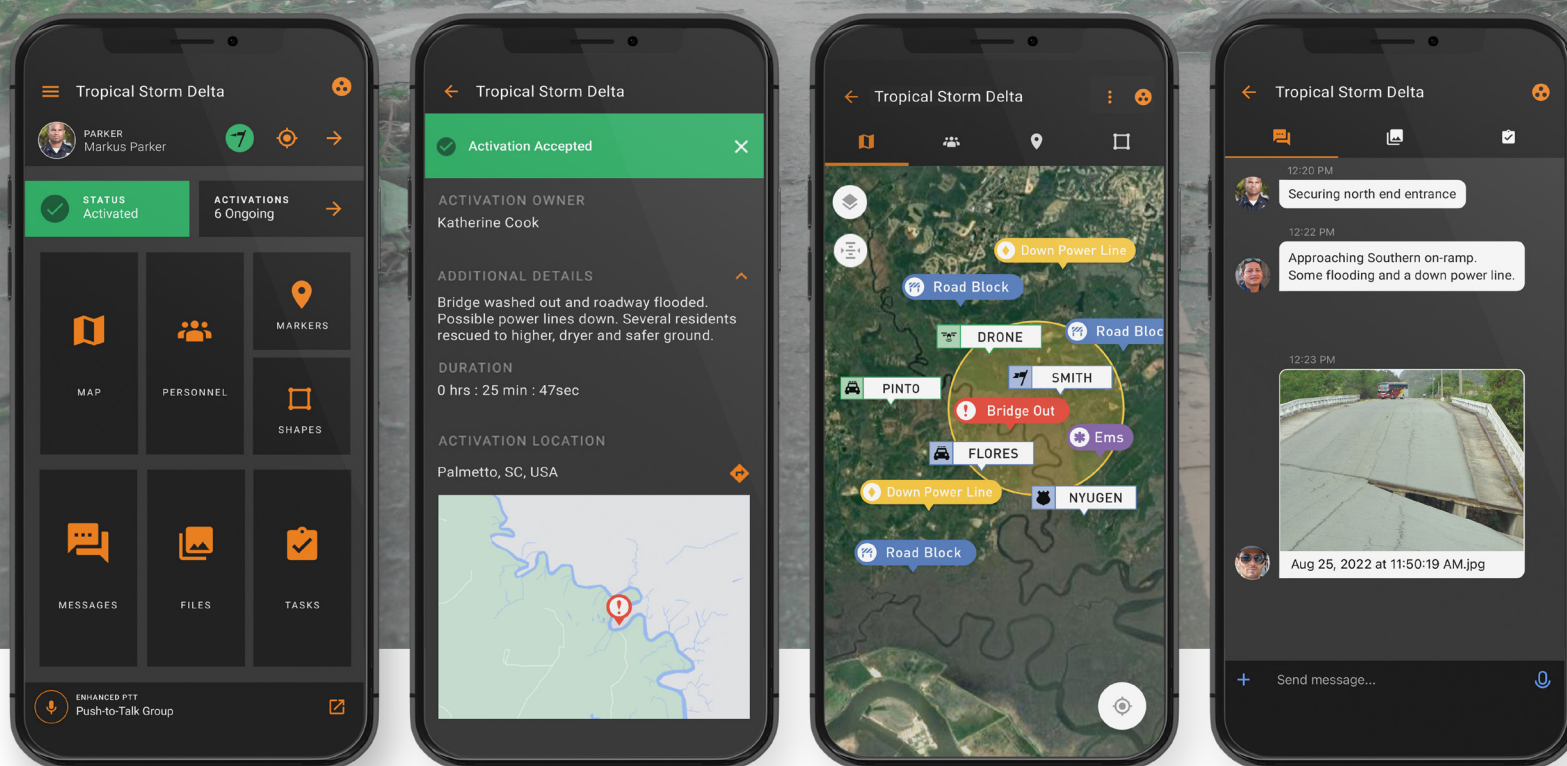 Tropical Storm Delta
PARKER
Markus Parker
STATUS
Activated
ACTIVATIONS
6 Ongoing
MAP
PERSONNEL
MARKERS
SHAPES
MESSAGES
FILES
TASKS
ENHANCED PTT
Push-to-Talk Group
Tropical Storm Delta
Activation Accepted
ACTIVATION OWNER
Katherine Cook
ADDITIONAL DETAILS
Bridge washed out and roadway flooded.
Possible power lines down. Several residents
rescued to higher, dryer and safer ground.
DURATION
0 hrs : 25 min : 47sec
ACTIVATION LOCATION
Palmetto, SC, USA
Tropical Storm Delta
Down Power Line
Road Block
Road Bloc
DRONE
SMITH
PINTO
Bridge Out
Ems
FLORES
Down Power Line
NYUGEN
Road Block
Tropical Storm Delta
12:20 PM
Securing north end entrance
12:22 PM
Approaching Southern on-ramp.
Some flooding and a down power line.
12:23 PM
Aug 25, 2022 at 11:50:19 AM.jpg
Send message...